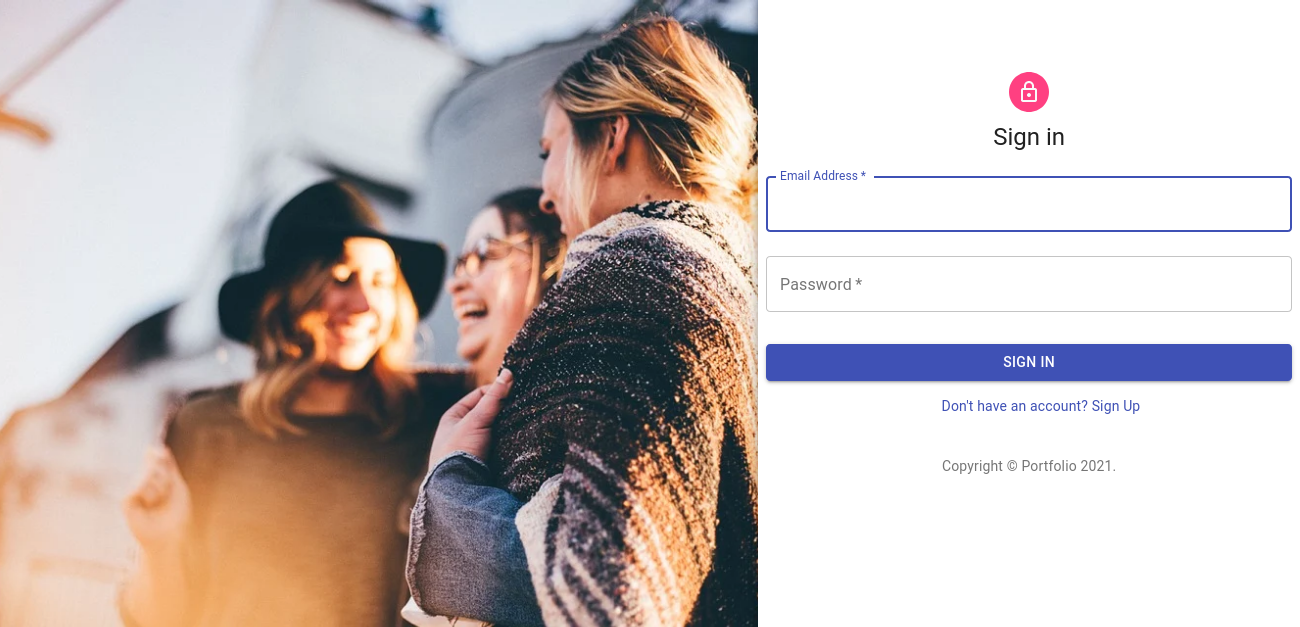 Sign in
Email Address *
Password *
SIGN IN
Don't have an account? Sign Up
Copyright © Portfolio 2021.